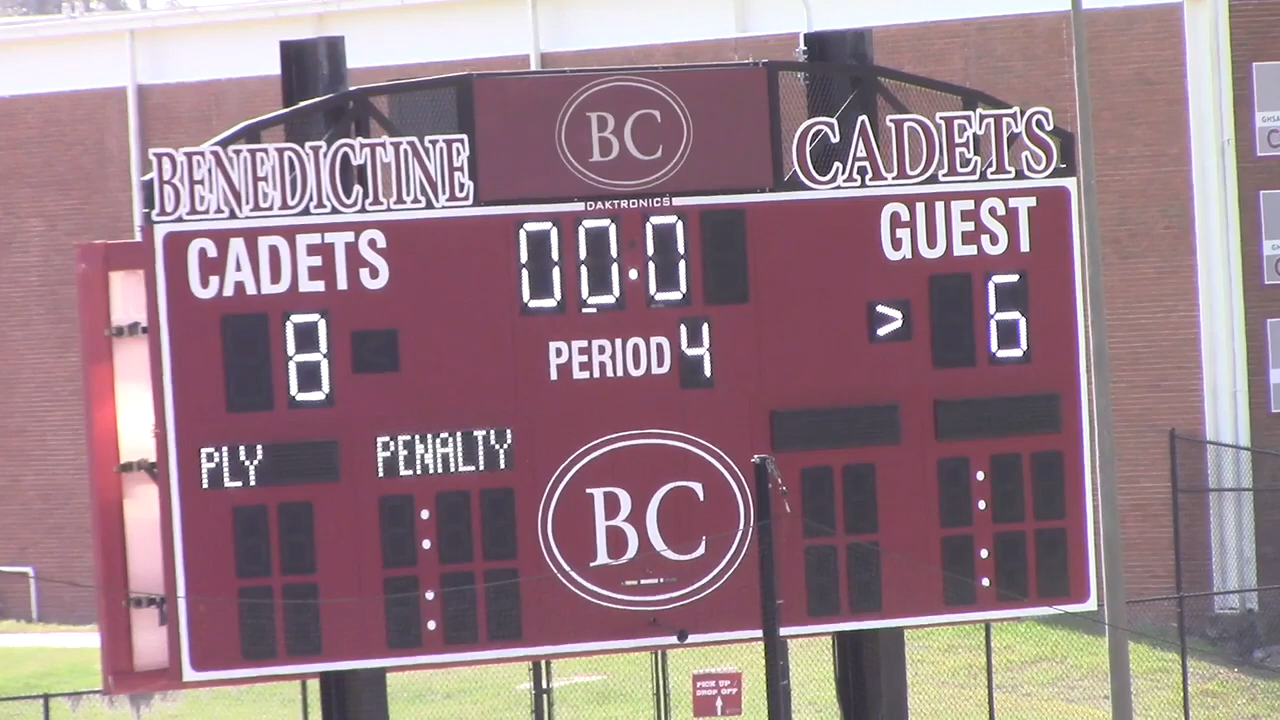 BC
BENEDICTINE
CADETS
DAKTRONICS
CADETS
00:0
GUEST
8
PERIOD 4
> 6
PLY
PENALTY
BC
PICK UP /
DROP OFF
GHSA
C